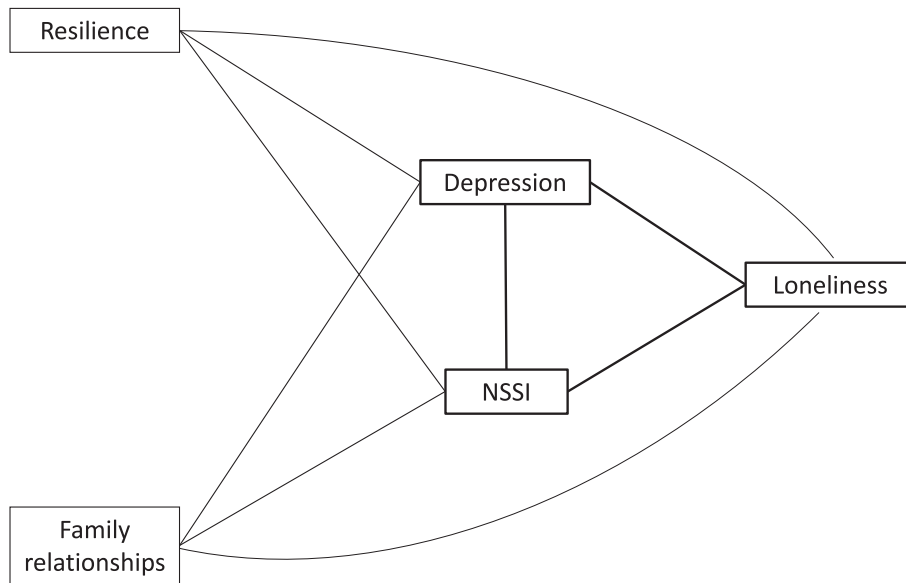 Resilience
Depression
Loneliness
NSSI
Family
relationships